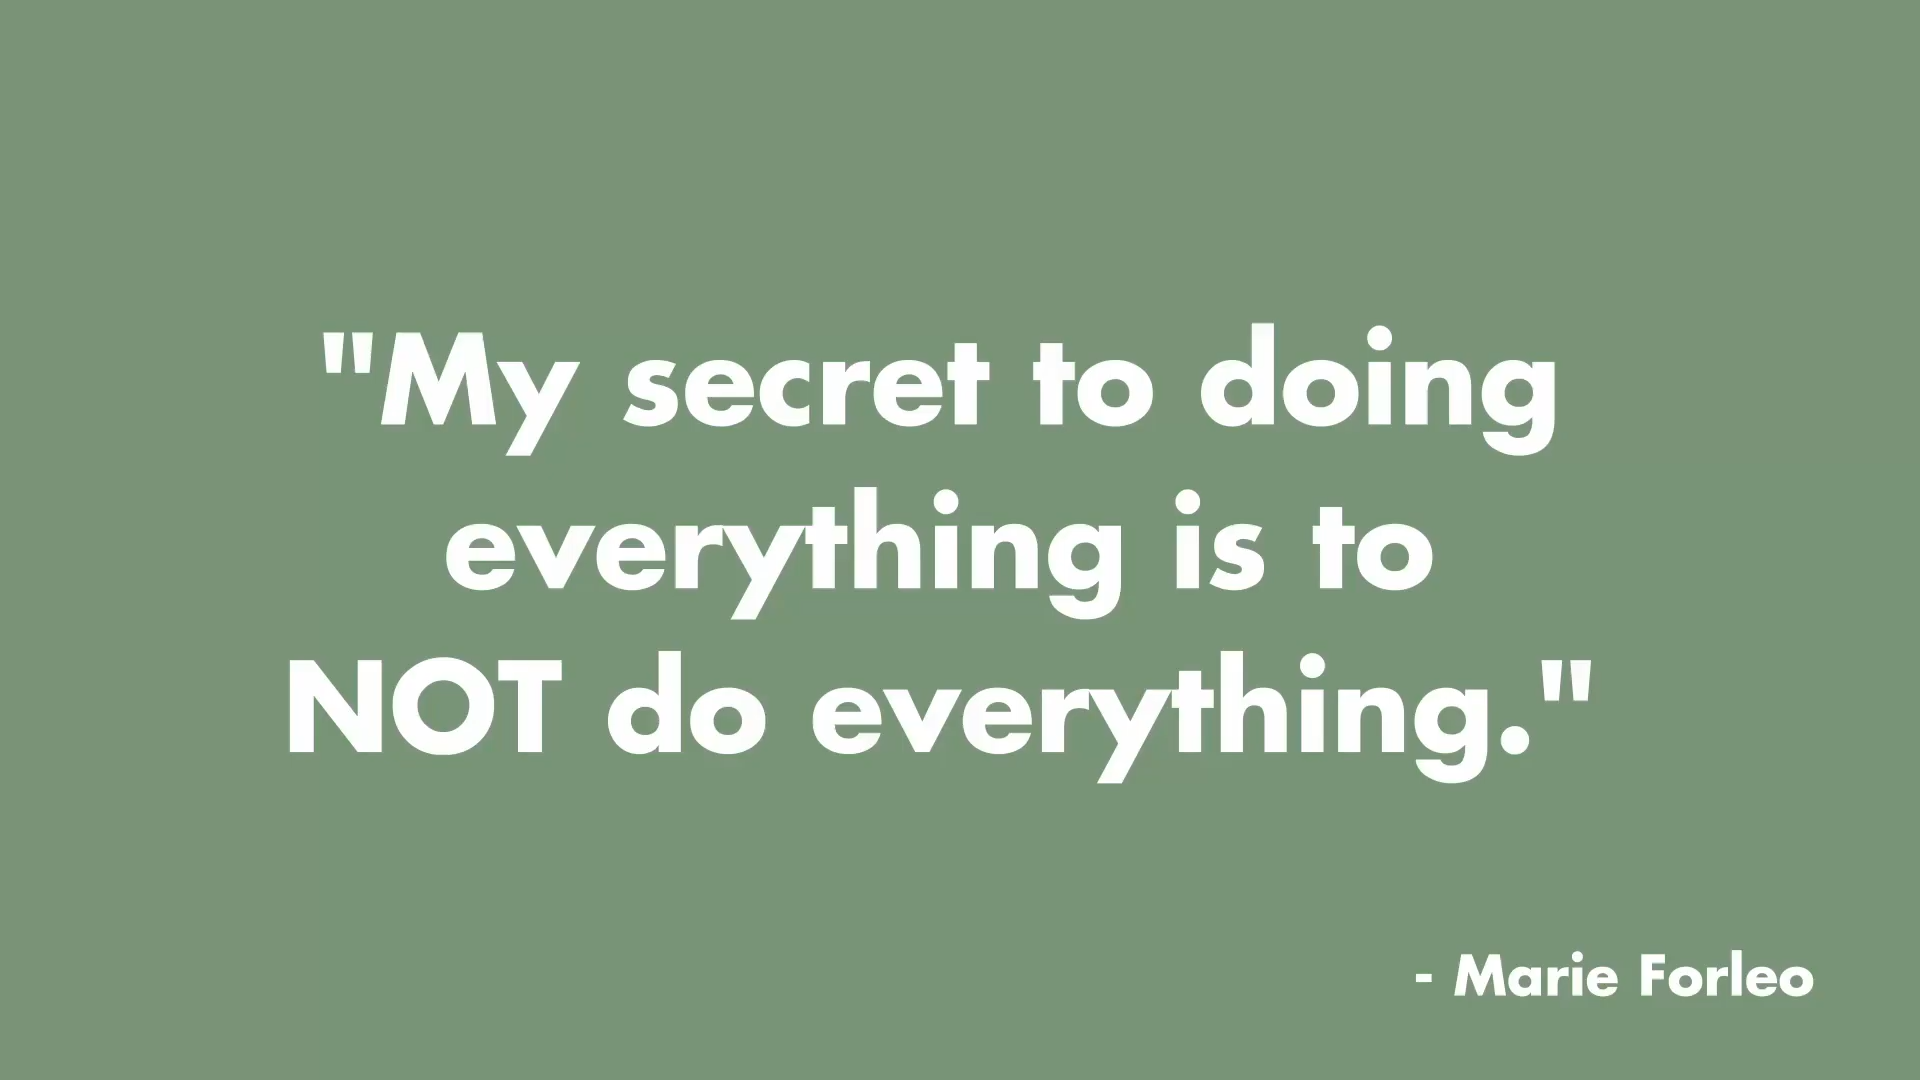 "My secret to doing
everything is to
NOT do everything."
- Marie Forleo